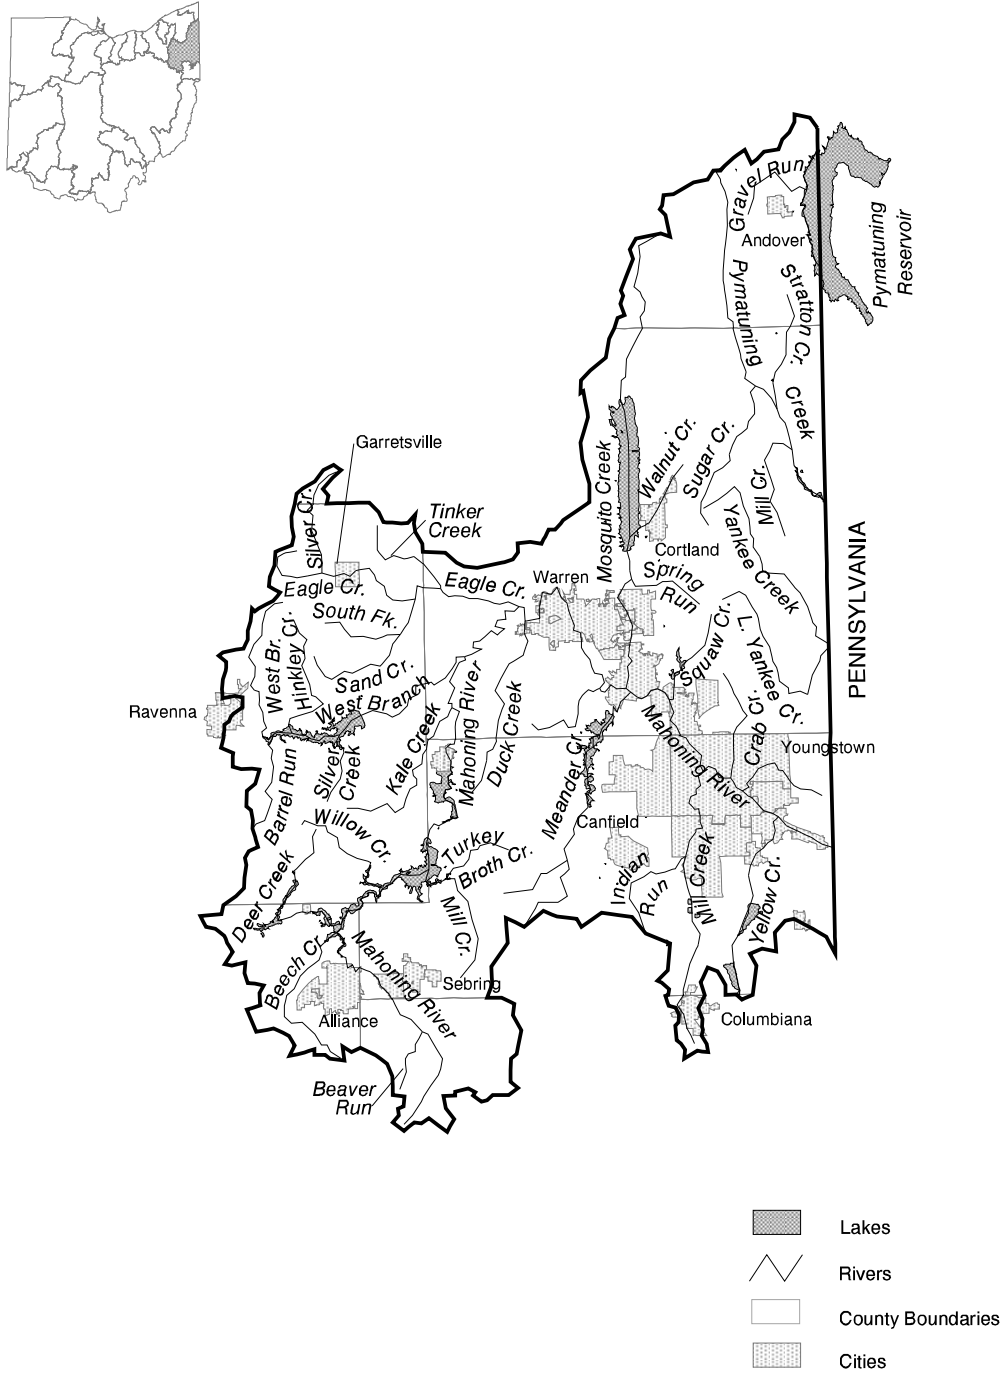 Gravel Run
Andover
Pymatuning
Reservoir
Stratton Cr.
Pymatuning
Creek
Garretsville
Silver Cr.
Tinker
Creek
Mosquito Creek
Walnut Cr.
Sugar Cr.
Mill Cr.
Yankee Creek
Cortland
PENNSYLVANIA
Eagle Cr.
Eagle Cr.
Warren
Spring
Run
South Fk.
West Br.
Hinkley Cr.
Sand Cr.
West Branch
Squaw Cr.
L. Yankee Cr.
Ravenna
Mahoning River
Duck Creek
Kale Creek
Mahoning River
Crab Cr.
Youngstown
Barrel Run
Silver
Creek
Meander Cr.
Willow Cr.
Canfield
Turkey
Broth Cr.
Deer Creek
Indian
Run
Mill Creek
Yellow Cr.
Mill Cr.
Beech Cr.
Mahoning River
Sebring
Alliance
Columbiana
Beaver
Run
Lakes
Rivers
County Boundaries
Cities